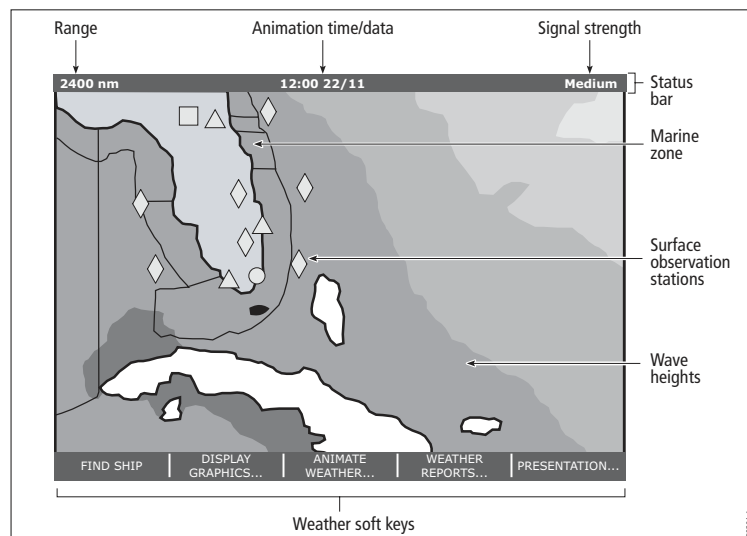 Range
Animation time/data
Signal strength
2400 nm
12:00 22/11
Medium
Status
bar
Marine
zone
Surface
observation
stations
Wave
heights
FIND SHIP
DISPLAY
GRAPHICS...
ANIMATE
WEATHER...
WEATHER
REPORTS...
PRESENTATION...
Weather soft keys